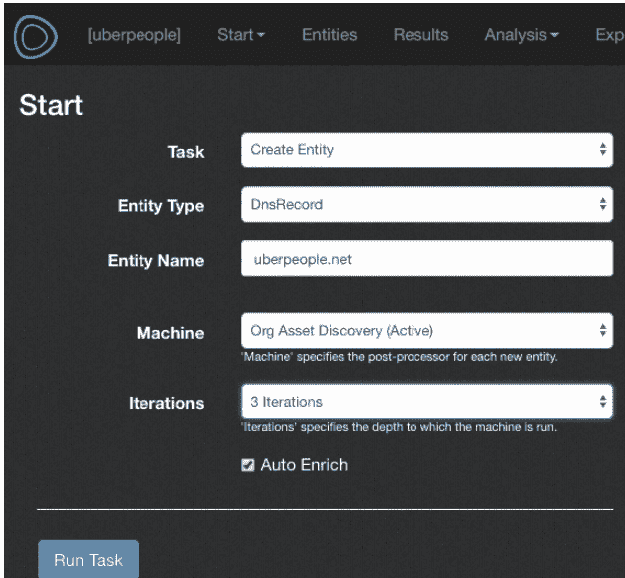 [uberpeople] Start Entities Results Analysis Exp
Start
Task Create Entity
Entity Type DnsRecord
Entity Name uberpeople.net
Machine Org Asset Discovery (Active)
'Machine' specifies the post-processor for each new entity.
Iterations 3 Iterations
'Iterations' specifies the depth to which the machine is run.
Auto Enrich
Run Task